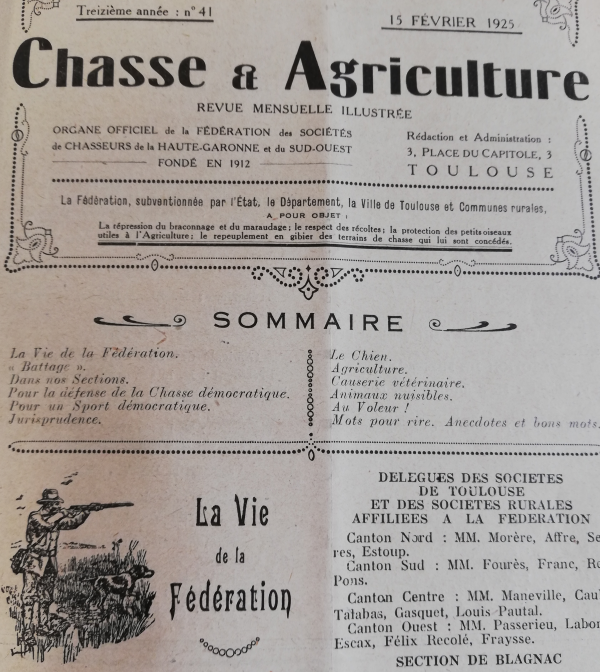 Treizième année : n° 41
15 FÉVRIER 1925
Chasse & Agriculture
REVUE MENSUELLE ILLUSTRÉE
ORGANE OFFICIEL de la FÉDÉRATION des SOCIÉTÉS
de CHASSEURS de la HAUTE-GARONNE et du SUD-OUEST
FONDÉ EN 1912
Rédaction et Administration :
3, PLACE DU CAPITOLE, 3
TOULOUSE
La Fédération, subventionnée par l'État, le Département, la Ville de Toulouse et Communes rurales,
A POUR OBJET :
La répression du braconnage et du maraudage ; le respect des récoltes ; la protection des petits oiseaux
utiles à l'Agriculture ; le repeuplement en gibier des terrains de chasse qui lui sont concédés.
SOMMAIRE
La Vie de la Fédération.
« Battage ».
Dans nos Sections.
Pour la défense de la Chasse démocratique.
Pour un Sport démocratique.
Jurisprudence.
Le Chien.
Agriculture.
Causerie vétérinaire.
Animaux nuisibles.
Au Voleur !
Mots pour rire. Anecdotes et bons mots.
La Vie
de la
Fédération
DELEGUES DES SOCIETES
DE TOULOUSE
ET DES SOCIETES RURALES
AFFILIEES A LA FEDERATION
Canton Nord : MM. Morère, Affre, Se
res, Estoup.
Canton Sud : MM. Fourès, Franc, R
Pons.
Canton Centre : MM. Maneville, Cau
Talabas, Gasquet, Louis Pautal.
Canton Ouest : MM. Passerieu, Labor
Escax, Félix Recolé, Fraysse.
SECTION DE BLAGNAC